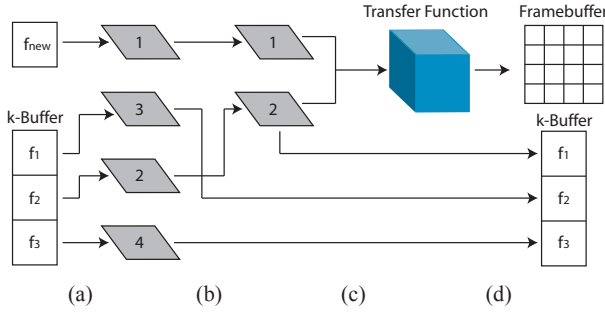 Transfer Function
Framebuffer
fnew
1
1
k-Buffer
3
2
k-Buffer
f1
f1
f2
2
f2
f3
4
f3
(a)
(b)
(c)
(d)